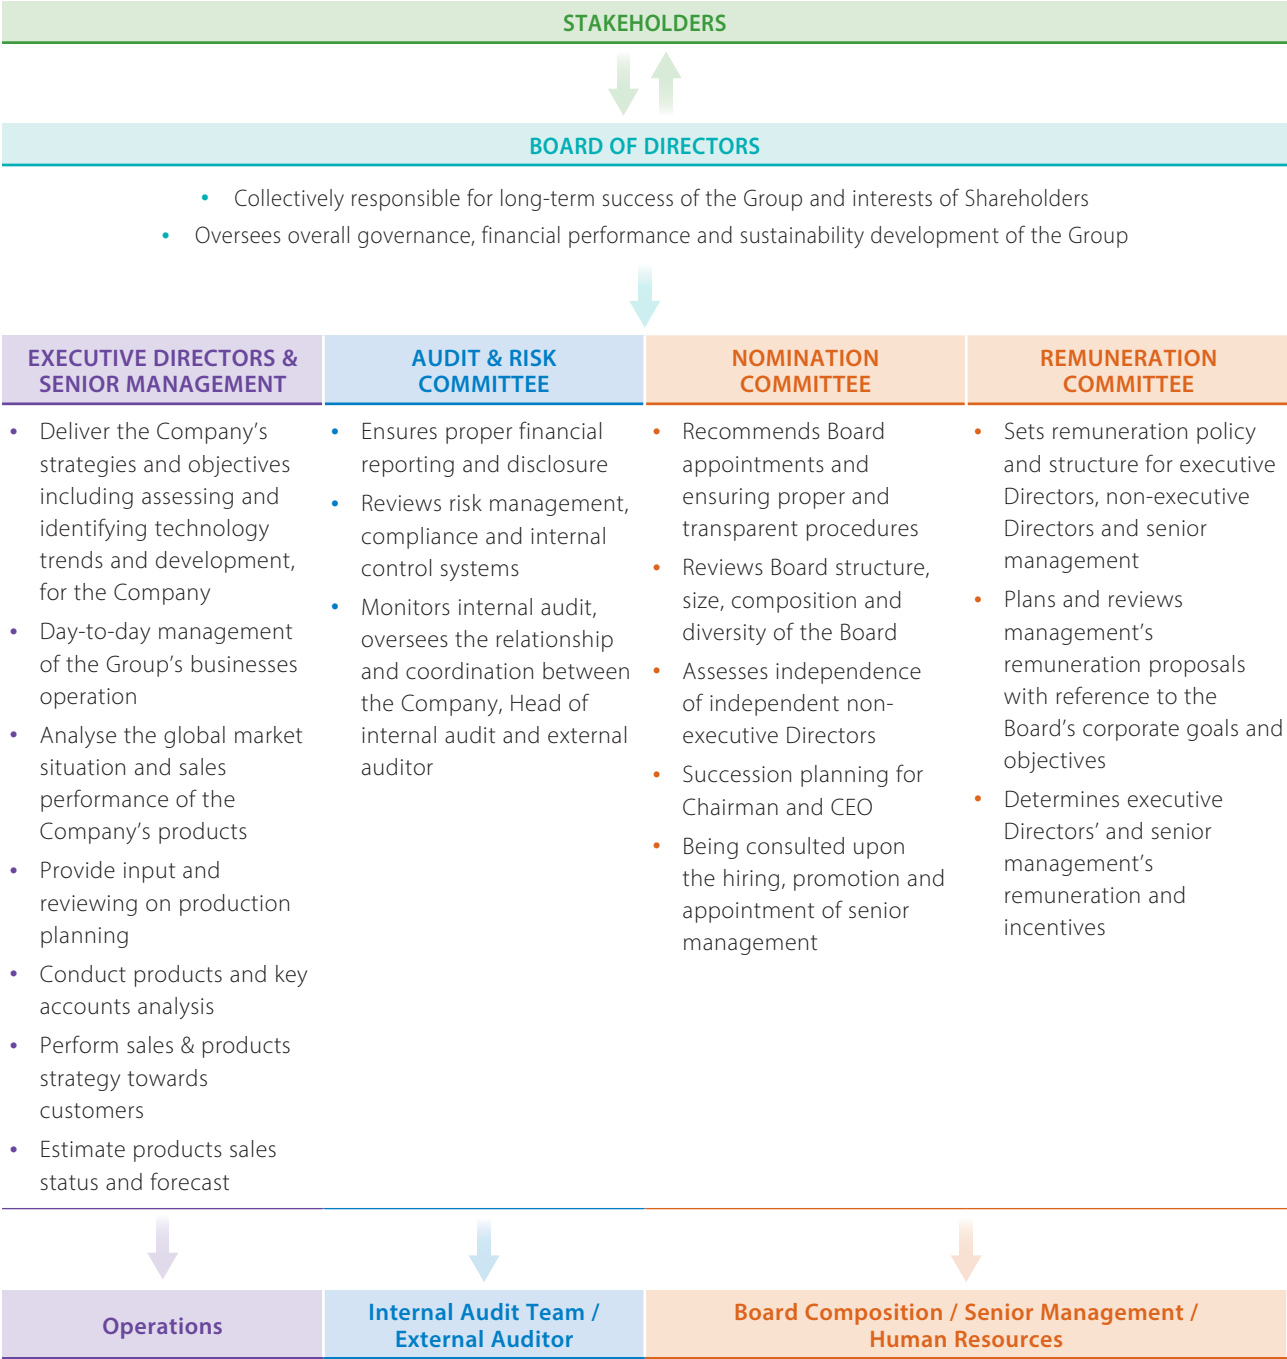 STAKEHOLDERS
BOARD OF DIRECTORS
• Collectively responsible for long-term success of the Group and interests of Shareholders
• Oversees overall governance, financial performance and sustainability development of the Group
EXECUTIVE DIRECTORS &
SENIOR MANAGEMENT
• Deliver the Company's
strategies and objectives
including assessing and
identifying technology
trends and development,
for the Company
• Day-to-day management
of the Group's businesses
operation
• Analyse the global market
situation and sales
performance of the
Company's products
• Provide input and
reviewing on production
planning
• Conduct products and key
accounts analysis
• Perform sales & products
strategy towards
customers
• Estimate products sales
status and forecast
Operations
AUDIT & RISK
COMMITTEE
• Ensures proper financial
reporting and disclosure
• Reviews risk management,
compliance and internal
control systems
• Monitors internal audit,
oversees the relationship
and coordination between
the Company, Head of
internal audit and external
auditor
Internal Audit Team /
External Auditor
NOMINATION
COMMITTEE
• Recommends Board
appointments and
ensuring proper and
transparent procedures
• Reviews Board structure,
size, composition and
diversity of the Board
• Assesses independence
of independent non-
executive Directors
• Succession planning for
Chairman and CEO
• Being consulted upon
the hiring, promotion and
appointment of senior
management
REMUNERATION
COMMITTEE
• Sets remuneration policy
and structure for executive
Directors, non-executive
Directors and senior
management
• Plans and reviews
management's
remuneration proposals
with reference to the
Board's corporate goals and
objectives
• Determines executive
Directors' and senior
management's
remuneration and
incentives
Board Composition / Senior Management /
Human Resources